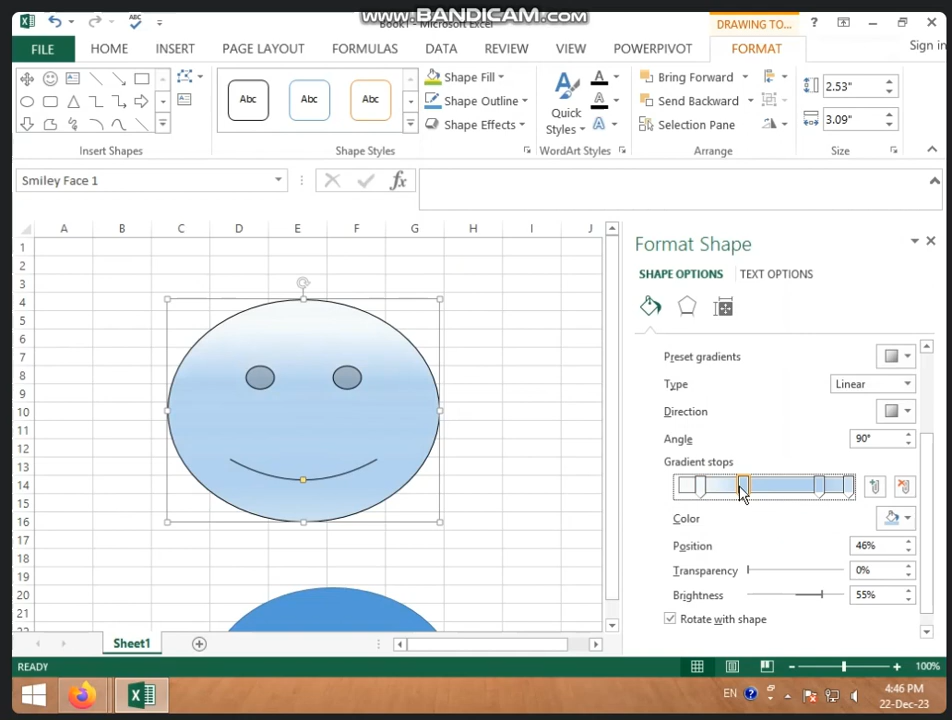 www.BANDICAM.com
Book1 - Microsoft Excel
DRAWING TO...
?
FILE
HOME
INSERT
PAGE LAYOUT
FORMULAS
DATA
REVIEW
VIEW
POWERPIVOT
FORMAT
Sign in
Abc
Abc
Abc
Shape Fill
Shape Outline
Shape Effects
Quick
Styles
A
A
A
Bring Forward
Send Backward
Selection Pane
2.53"
3.09"
Insert Shapes
Shape Styles
WordArt Styles
Arrange
Size
Smiley Face 1
fx
A B C D E F G H I J
1
2
3
4
5
6
7
8
9
10
11
12
13
14
15
16
17
18
19
20
21
Format Shape
SHAPE OPTIONS
TEXT OPTIONS
Preset gradients
Type
Linear
Direction
Angle
90°
Gradient stops
Color
Position
46%
Transparency
0%
Brightness
55%
Rotate with shape
Sheet1
READY
100%
EN
4:46 PM
22-Dec-23